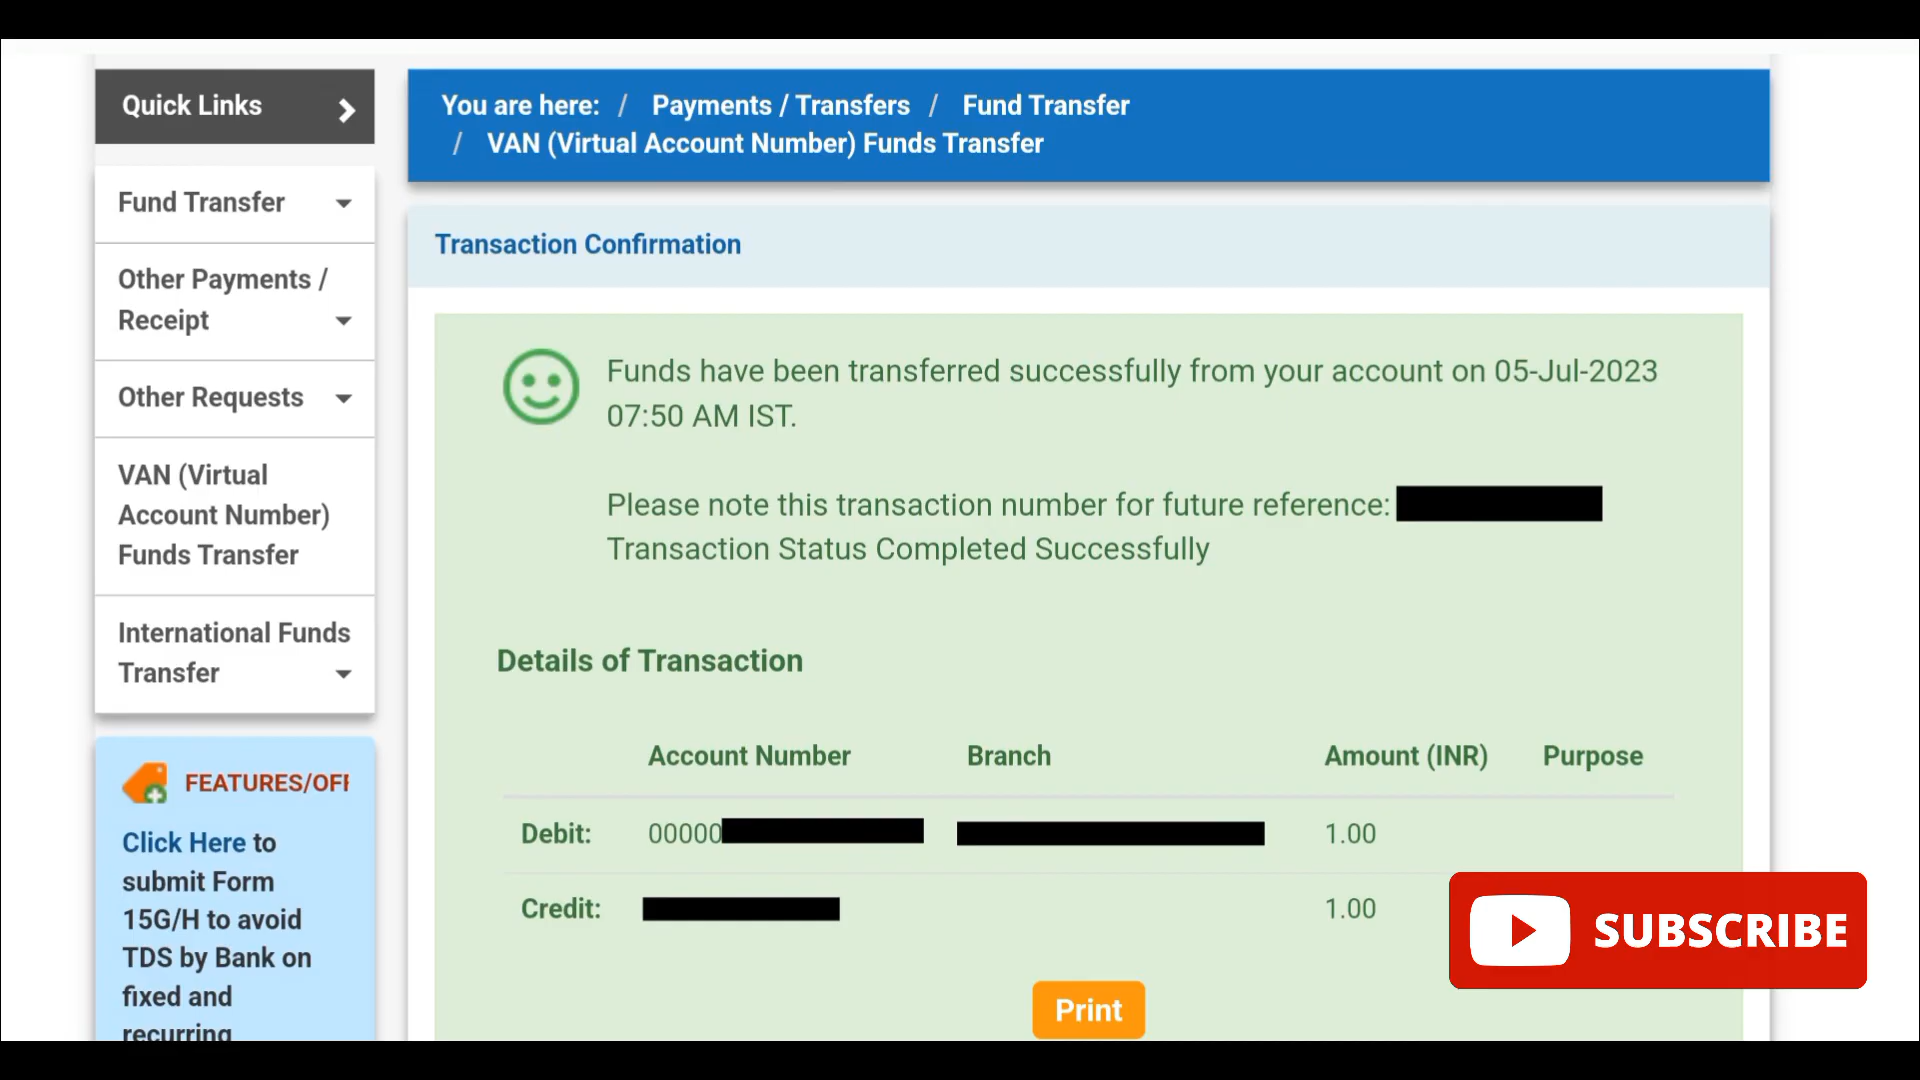 Quick Links
Fund Transfer
Other Payments /
Receipt
Other Requests
VAN (Virtual
Account Number)
Funds Transfer
International Funds
Transfer
FEATURES/OFF
Click Here to
submit Form
15G/H to avoid
TDS by Bank on
fixed and
recurring
You are here: / Payments / Transfers / Fund Transfer
/ VAN (Virtual Account Number) Funds Transfer
Transaction Confirmation
Funds have been transferred successfully from your account on 05-Jul-2023
07:50 AM IST.
Please note this transaction number for future reference:
Transaction Status Completed Successfully
Details of Transaction
Account Number Branch Amount (INR) Purpose
Debit: 00000 1.00
Credit: 1.00
Print
SUBSCRIBE